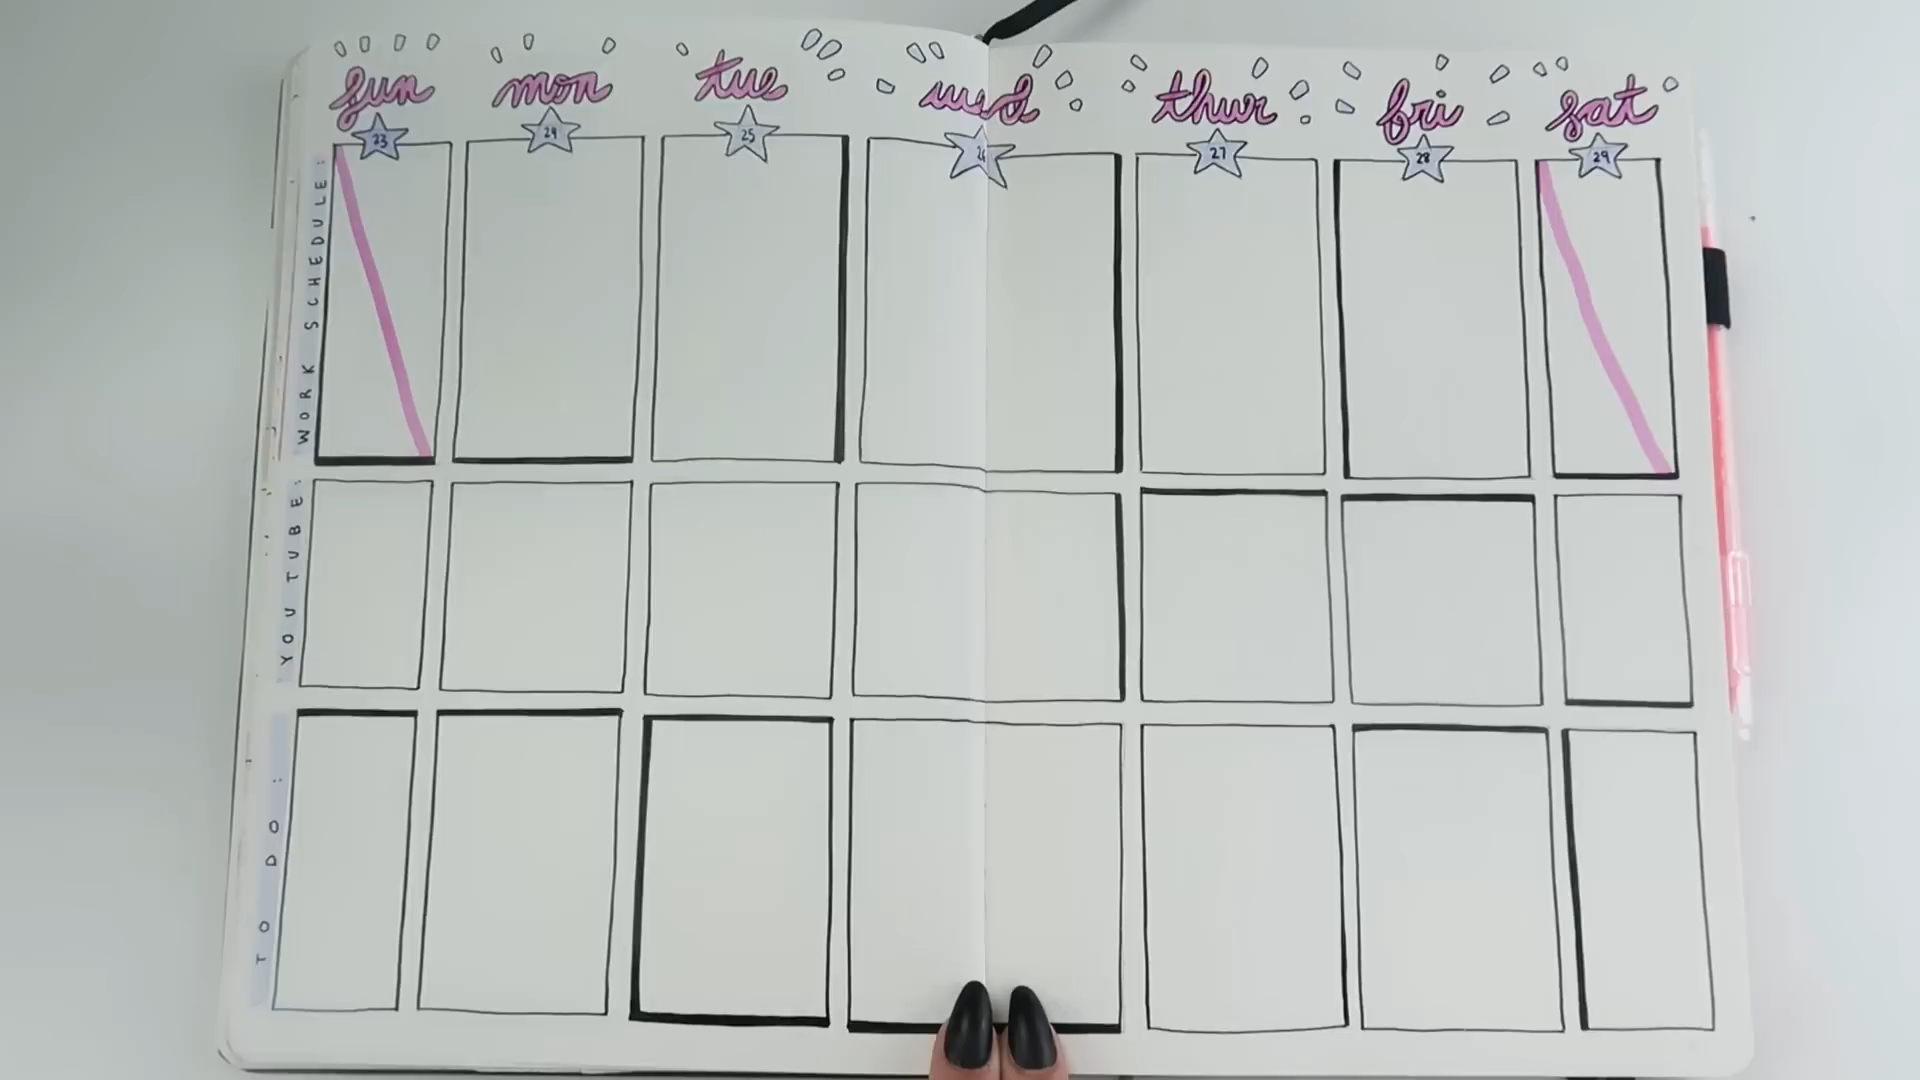 sun mon tue wed thur fri sat
23 24 25 26 27 28 29
WORK SCHEDULE:
YOUTUBE:
TO DO: